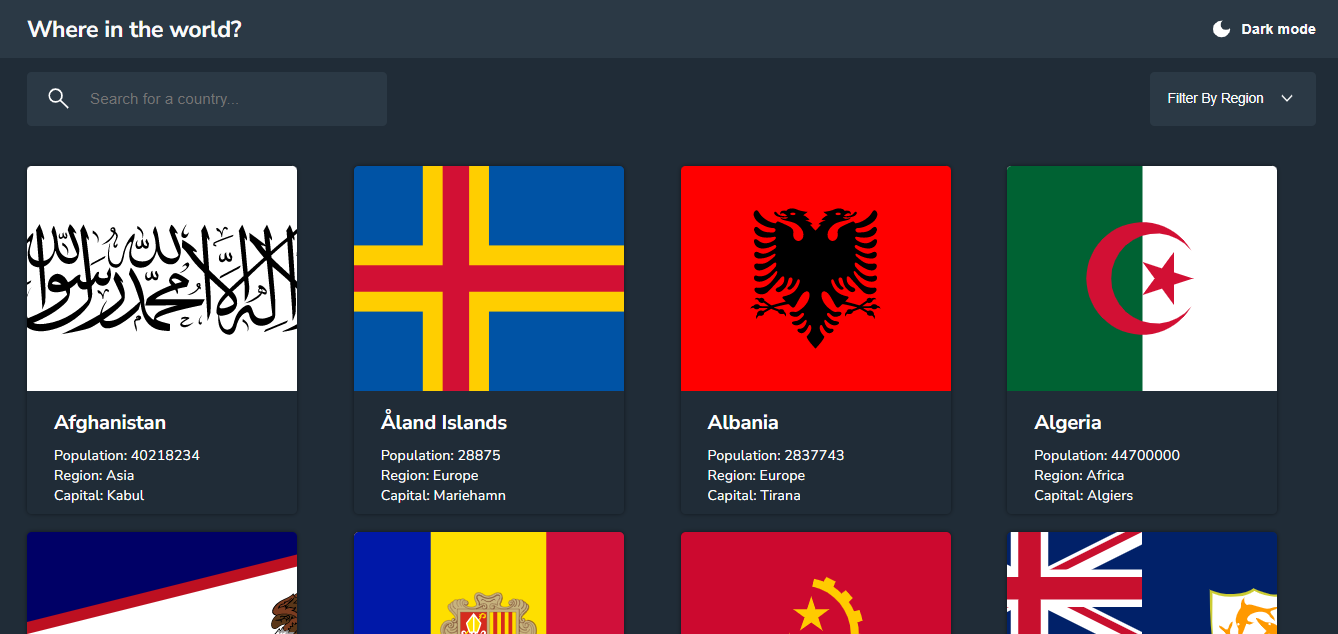 Where in the world?
Dark mode
Search for a country...
Filter By Region
لا إله إلا الله محمد رسول الله
Afghanistan
Population: 40218234
Region: Asia
Capital: Kabul
Åland Islands
Population: 28875
Region: Europe
Capital: Mariehamn
Albania
Population: 2837743
Region: Europe
Capital: Tirana
Algeria
Population: 44700000
Region: Africa
Capital: Algiers